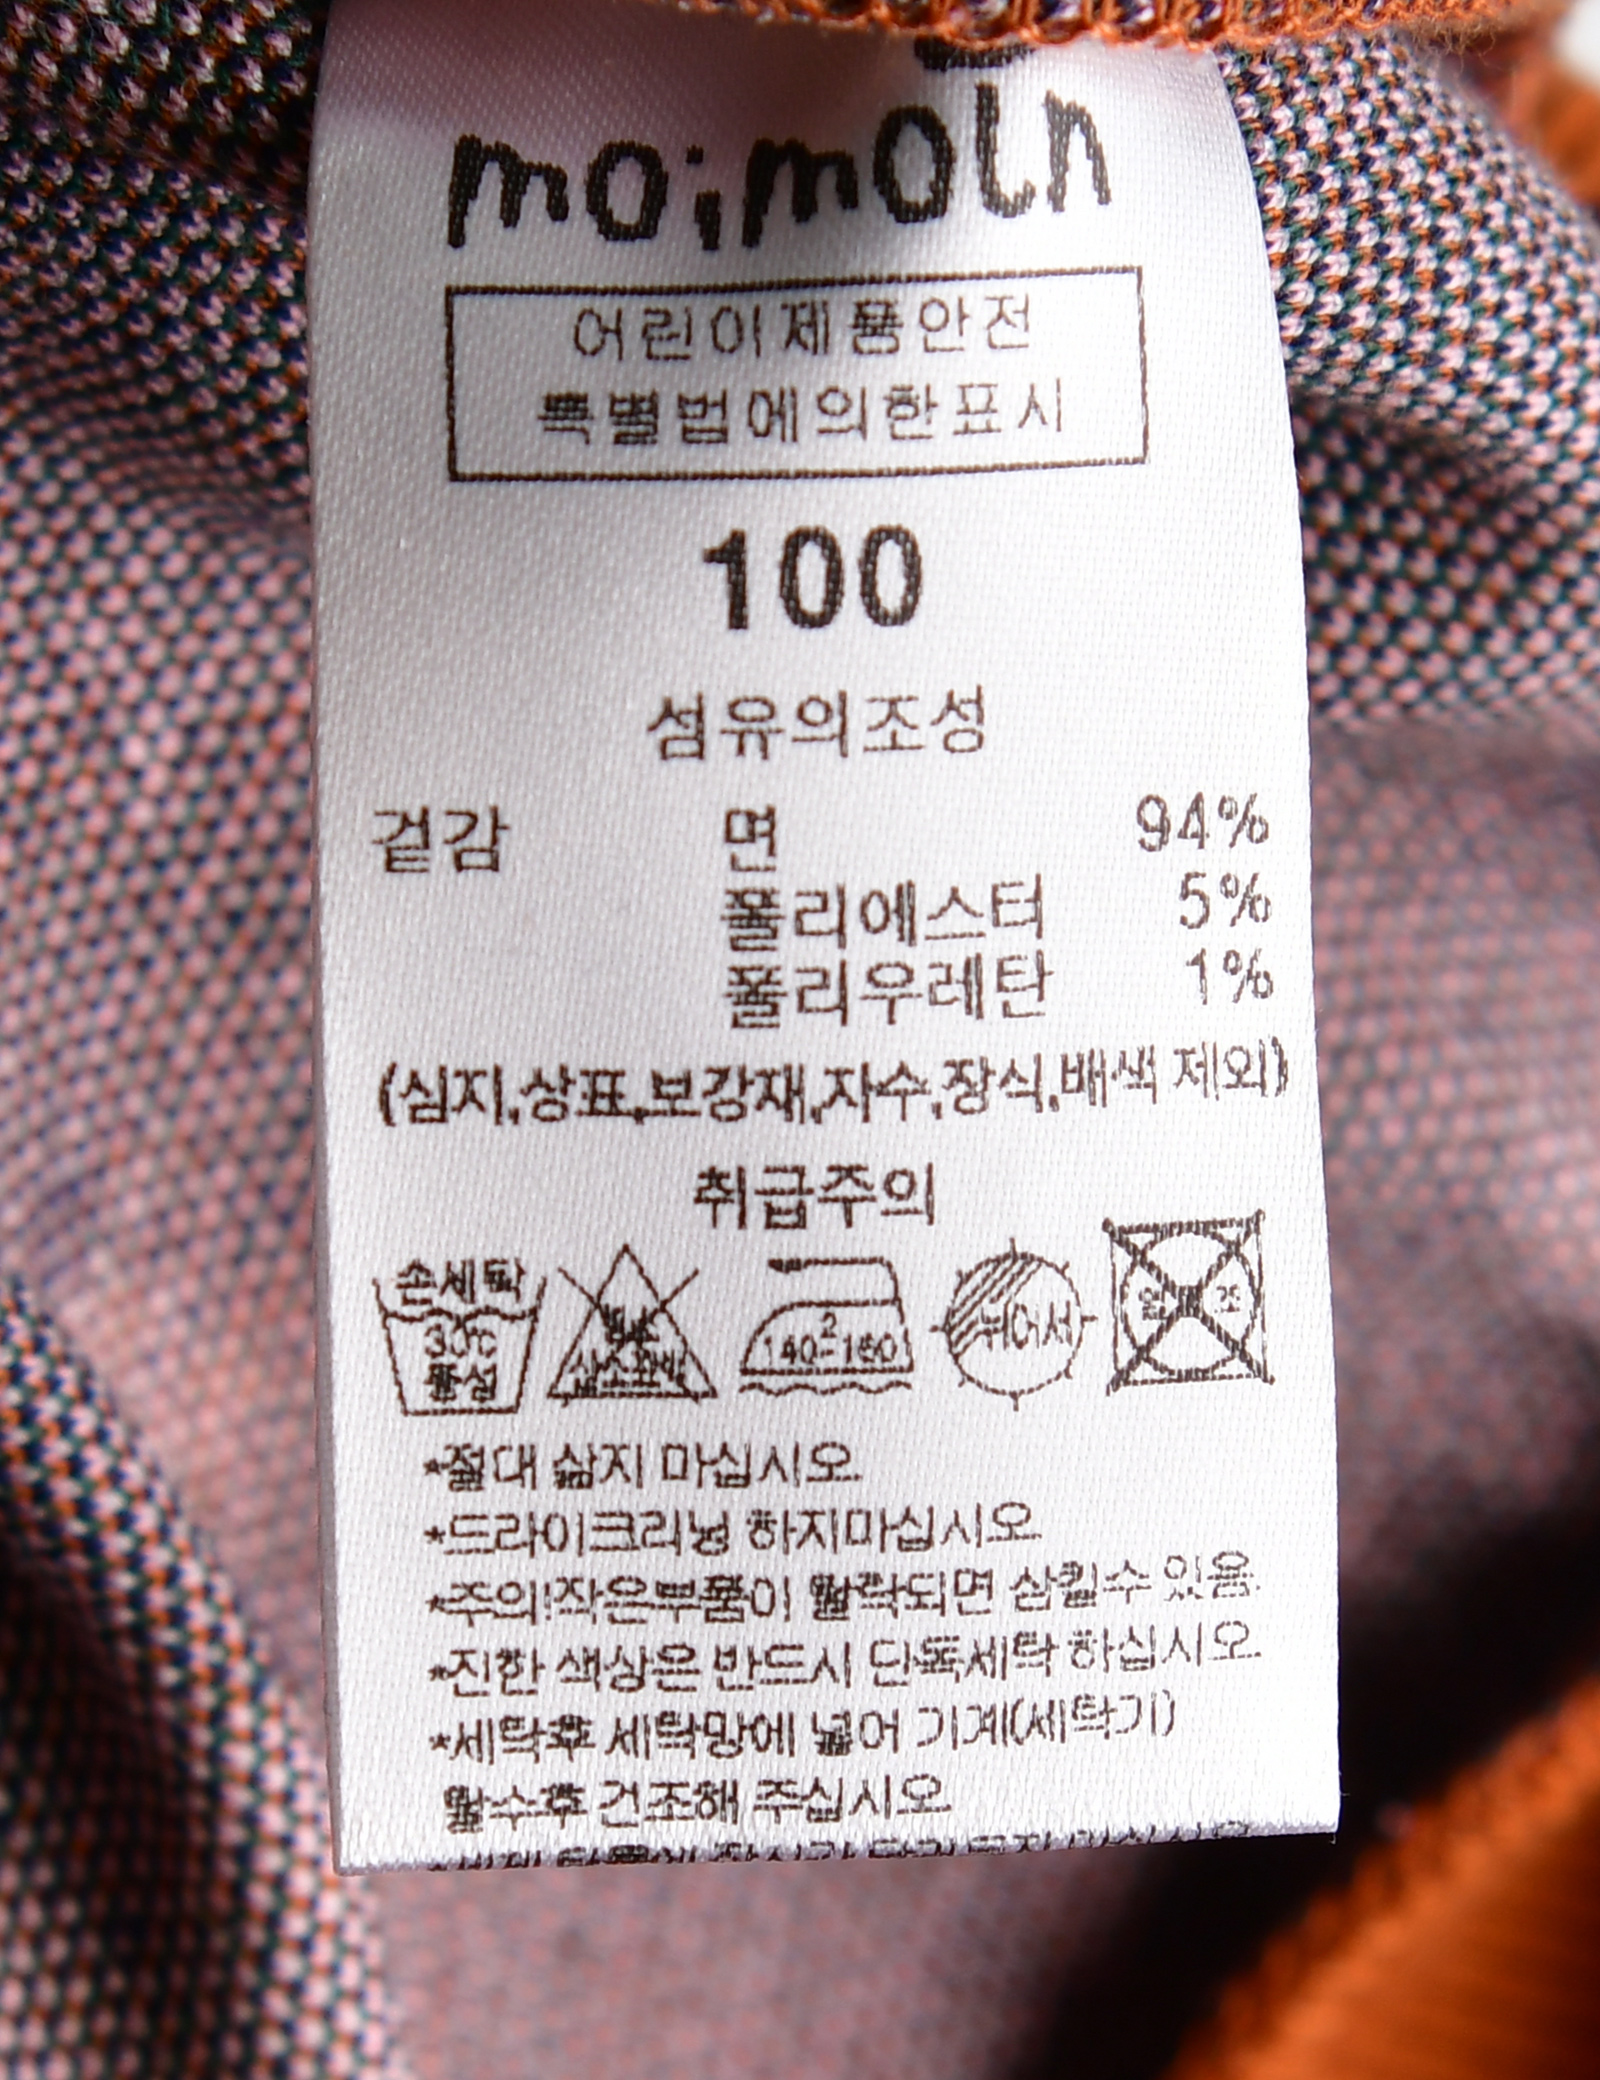 moimoln
어린이제품안전
특별법에의한표시
100
섬유의조성
겉감 면 94%
폴리에스터 5%
폴리우레탄 1%
(심지,상표,보강재,자수,장식,배색 제외)
취급주의
손세탁
30℃
중성
염소
산소표백
2
140-160
뉘어서
*절대 삶지 마십시오
*드라이크리닝 하지마십시오
*주의!작은부품이 탈락되면 삼킬수 있음
*진한 색상은 반드시 단독세탁 하십시오
*세탁후 세탁망에 넣어 기계(세탁기)
탈수후 건조해 주십시오